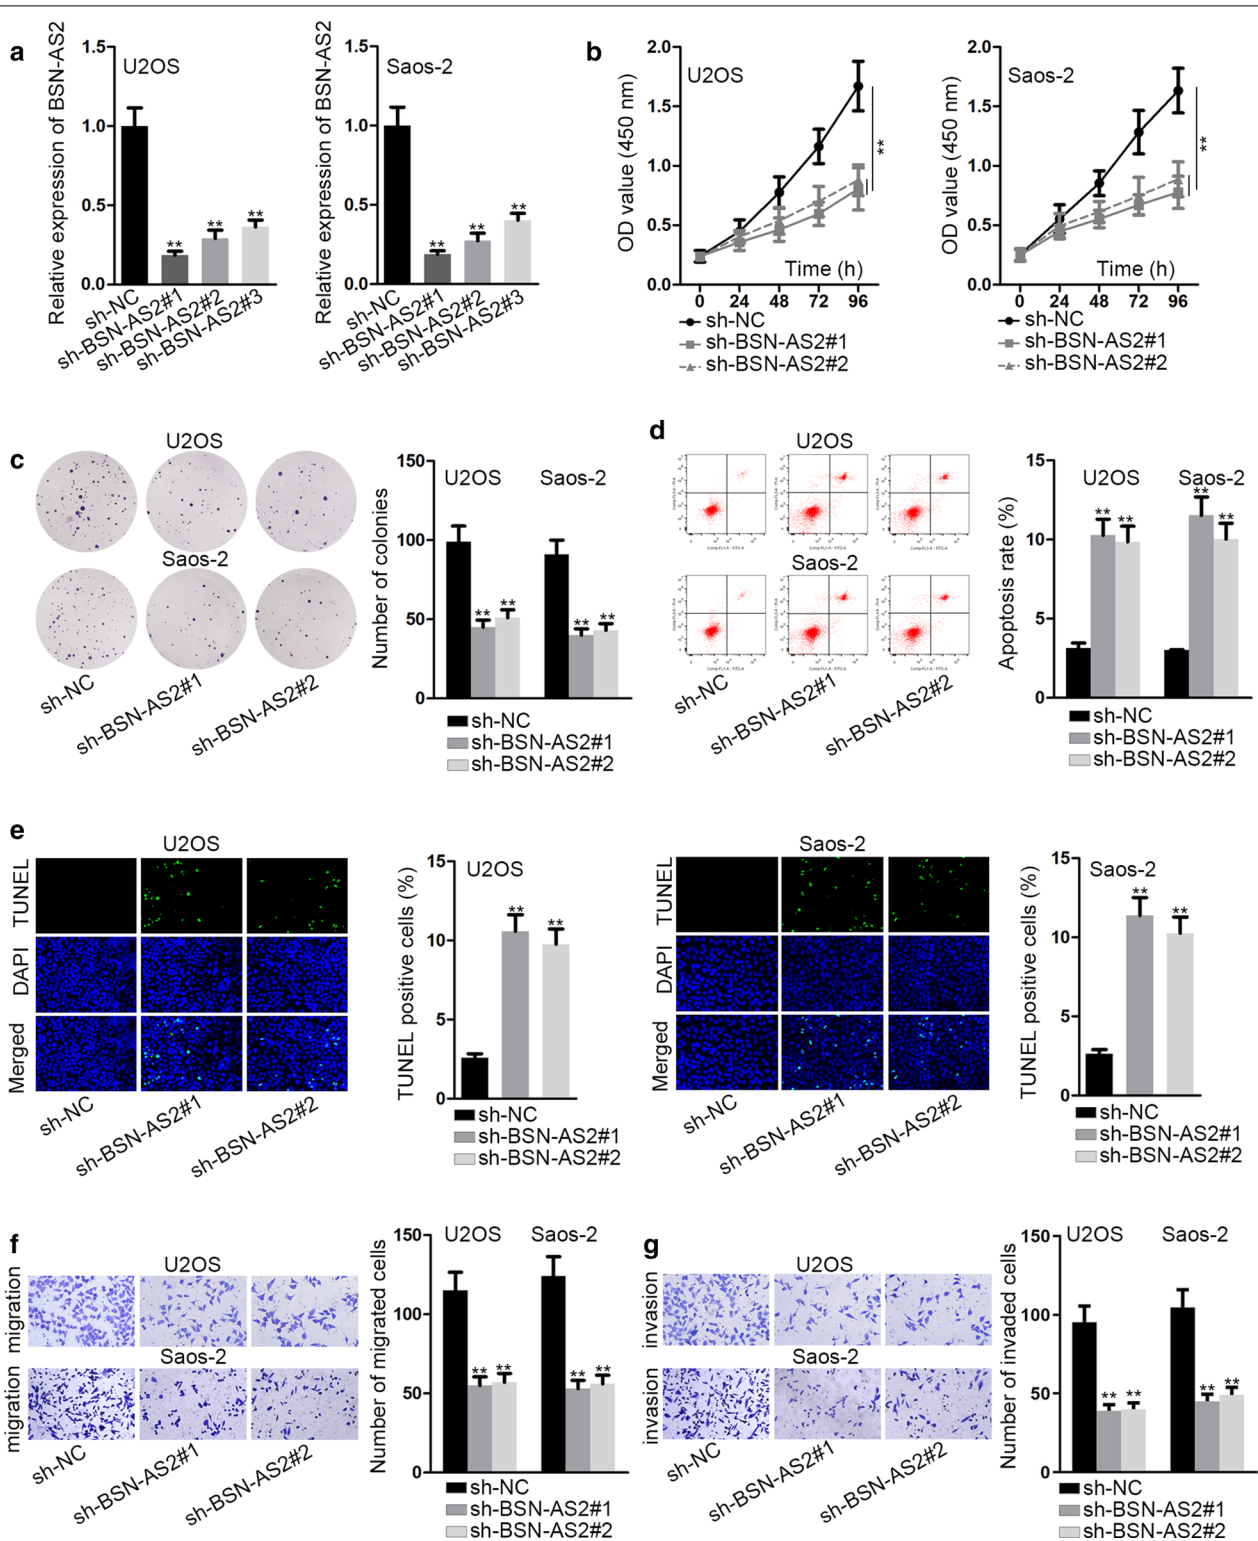 a
Relative expression of BSN-AS2
1.5
1.0
0.5
0.0
U2OS
**
**
**
sh-NC
sh-BSN-AS2#1
sh-BSN-AS2#2
sh-BSN-AS2#3
Relative expression of BSN-AS2
1.5
1.0
0.5
0.0
Saos-2
**
**
**
sh-NC
sh-BSN-AS2#1
sh-BSN-AS2#2
sh-BSN-AS2#3
b
OD value (450 nm)
2.0
1.5
1.0
0.5
0.0
U2OS
**
Time (h)
0 24 48 72 96
sh-NC
sh-BSN-AS2#1
sh-BSN-AS2#2
OD value (450 nm)
2.0
1.5
1.0
0.5
0.0
Saos-2
**
Time (h)
0 24 48 72 96
sh-NC
sh-BSN-AS2#1
sh-BSN-AS2#2
c
U2OS
Saos-2
sh-NC
sh-BSN-AS2#1
sh-BSN-AS2#2
Number of colonies
150
100
50
0
U2OS Saos-2
** ** ** **
sh-NC
sh-BSN-AS2#1
sh-BSN-AS2#2
d
U2OS
Saos-2
sh-NC
sh-BSN-AS2#1
sh-BSN-AS2#2
Apoptosis rate (%)
15
10
5
0
U2OS Saos-2
** ** ** **
sh-NC
sh-BSN-AS2#1
sh-BSN-AS2#2
e
U2OS
TUNEL
DAPI
Merged
sh-NC
sh-BSN-AS2#1
sh-BSN-AS2#2
TUNEL positive cells (%)
15
10
5
0
U2OS
** **
sh-NC
sh-BSN-AS2#1
sh-BSN-AS2#2
Saos-2
TUNEL
DAPI
Merged
sh-NC
sh-BSN-AS2#1
sh-BSN-AS2#2
TUNEL positive cells (%)
15
10
5
0
Saos-2
** **
sh-NC
sh-BSN-AS2#1
sh-BSN-AS2#2
f
U2OS
migration
Saos-2
migration
sh-NC
sh-BSN-AS2#1
sh-BSN-AS2#2
Number of migrated cells
150
100
50
0
U2OS Saos-2
** ** ** **
sh-NC
sh-BSN-AS2#1
sh-BSN-AS2#2
g
U2OS
invasion
Saos-2
invasion
sh-NC
sh-BSN-AS2#1
sh-BSN-AS2#2
Number of invaded cells
150
100
50
0
U2OS Saos-2
** ** ** **
sh-NC
sh-BSN-AS2#1
sh-BSN-AS2#2